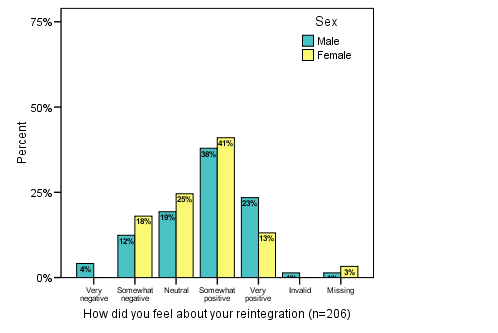 Sex
Male
Female
75%
50%
25%
0%
Percent
4%
12%
18%
19%
25%
38%
41%
23%
13%
3%
Very negative
Somewhat negative
Neutral
Somewhat positive
Very positive
Invalid
Missing
How did you feel about your reintegration (n=206)